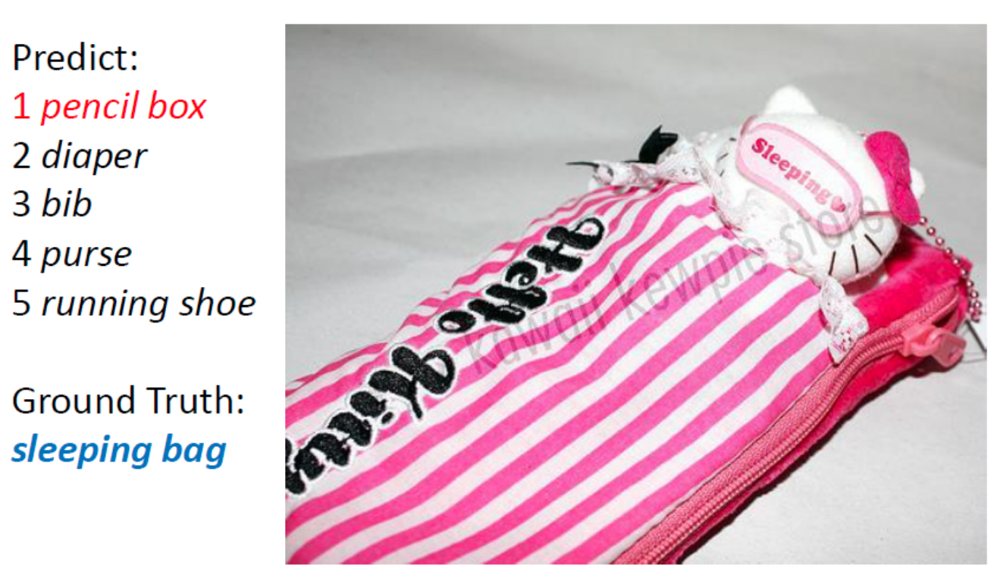 Predict:
1 pencil box
2 diaper
3 bib
4 purse
5 running shoe
Ground Truth:
sleeping bag
Sleeping
Hello
kawaii kewpie store